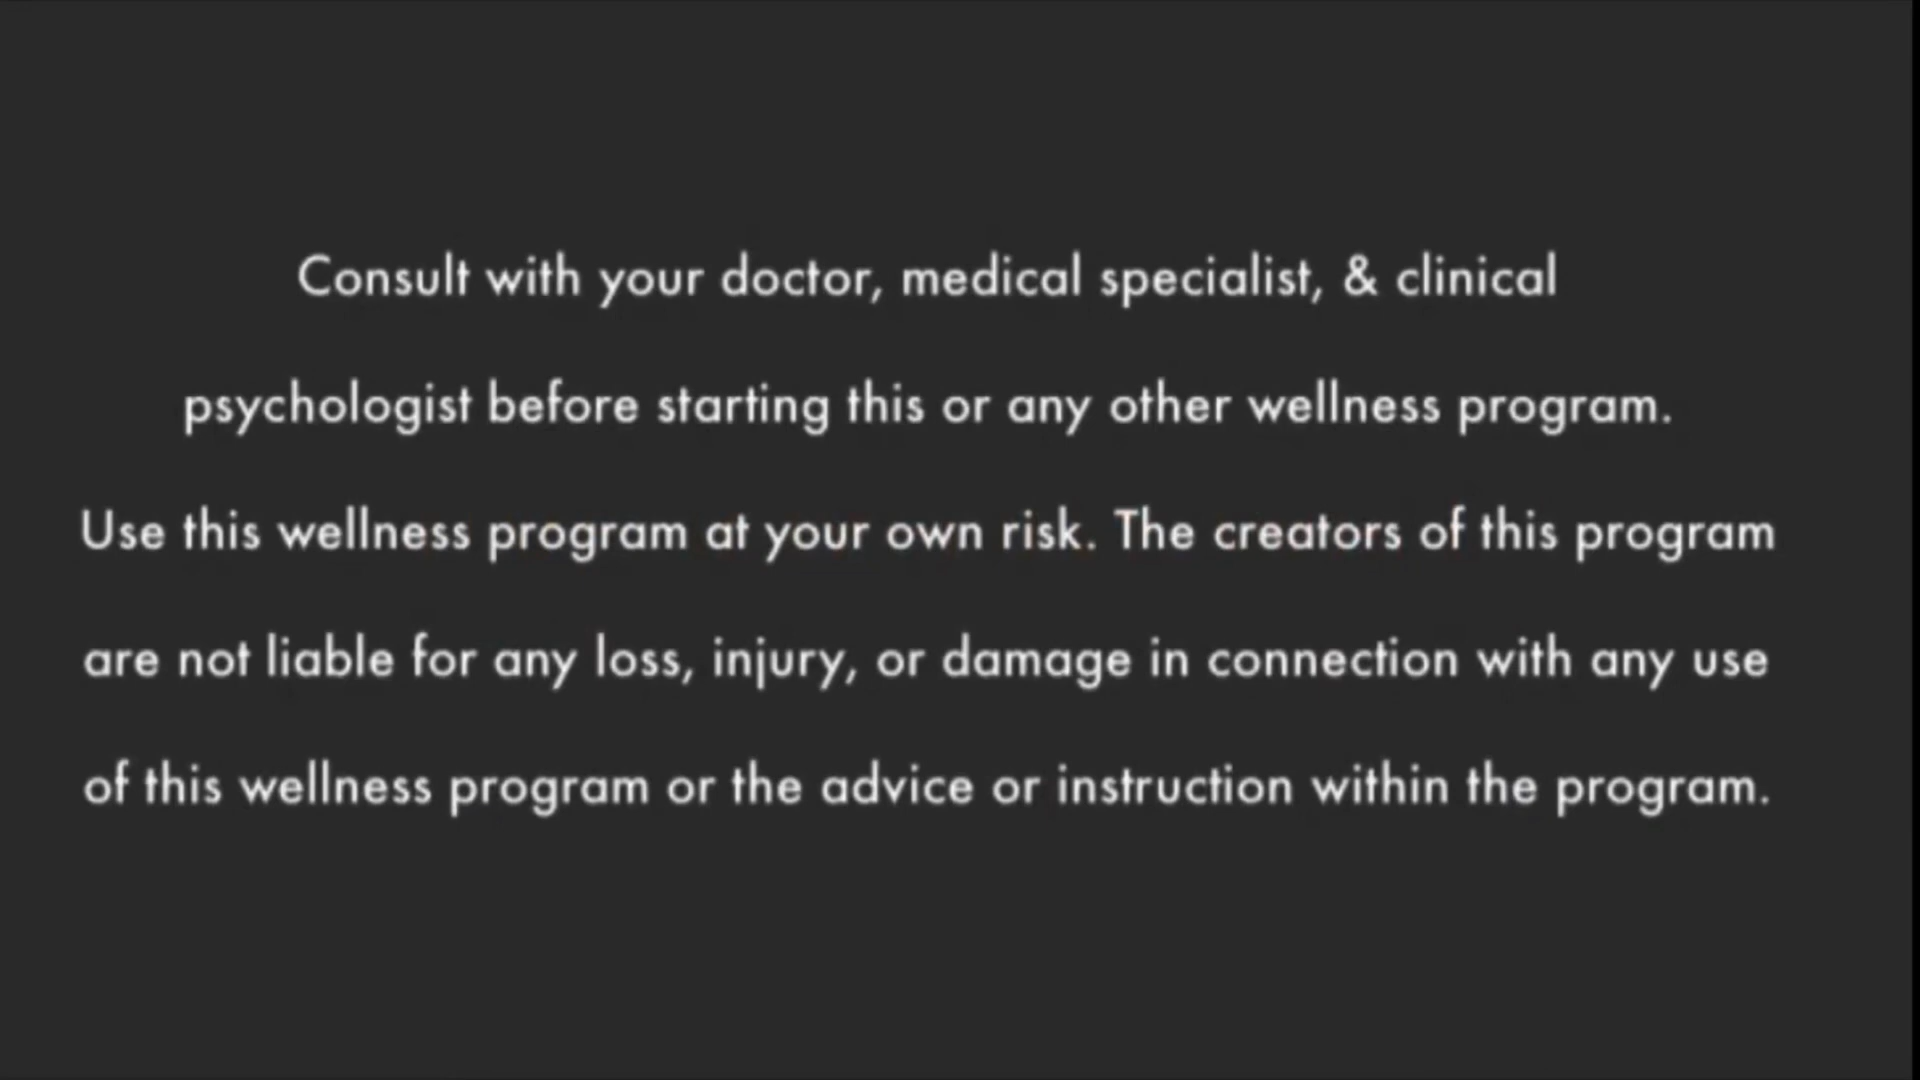 Consult with your doctor, medical specialist, & clinical
psychologist before starting this or any other wellness program.
Use this wellness program at your own risk. The creators of this program
are not liable for any loss, injury, or damage in connection with any use
of this wellness program or the advice or instruction within the program.